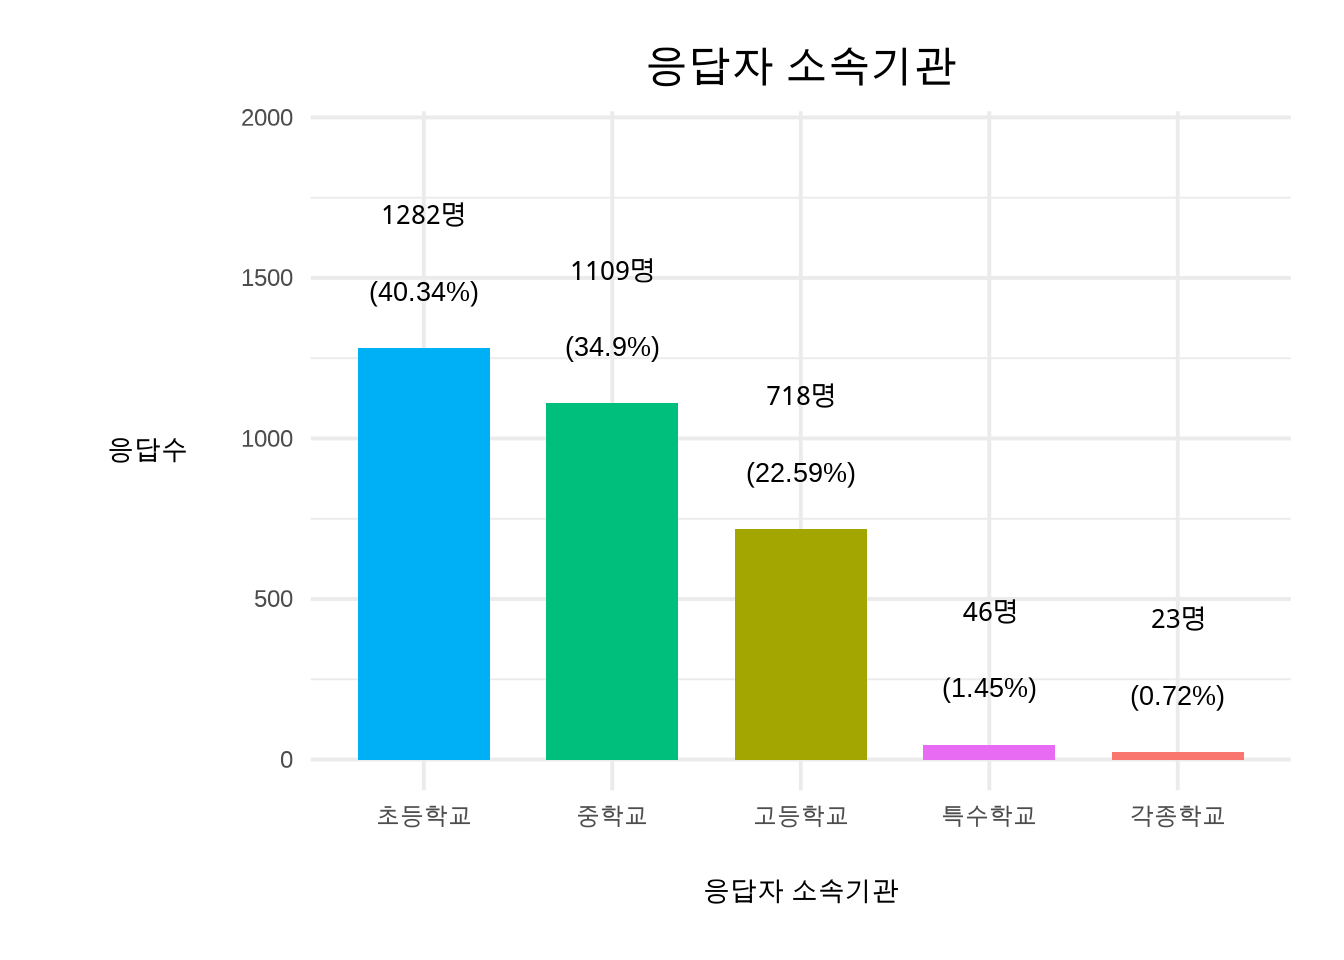 응답자 소속기관
2000
1500
1000
500
0
응답수
1282명
(40.34%)
1109명
(34.9%)
718명
(22.59%)
46명
(1.45%)
23명
(0.72%)
초등학교
중학교
고등학교
특수학교
각종학교
응답자 소속기관